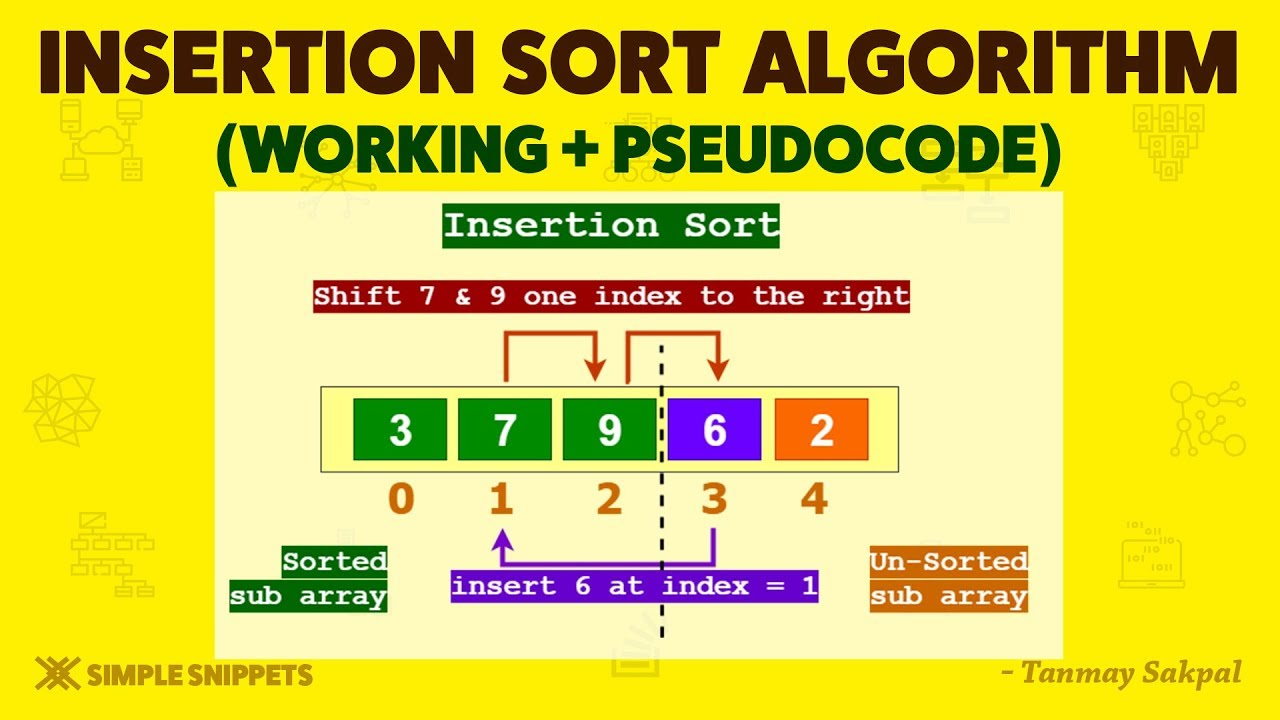 INSERTION SORT ALGORITHM
(WORKING + PSEUDOCODE)
Insertion Sort
Shift 7 & 9 one index to the right
3 7 9 6 2
0 1 2 3 4
Sorted
sub array
insert 6 at index = 1
Un-Sorted
sub array
SIMPLE SNIPPETS
- Tanmay Sakpal